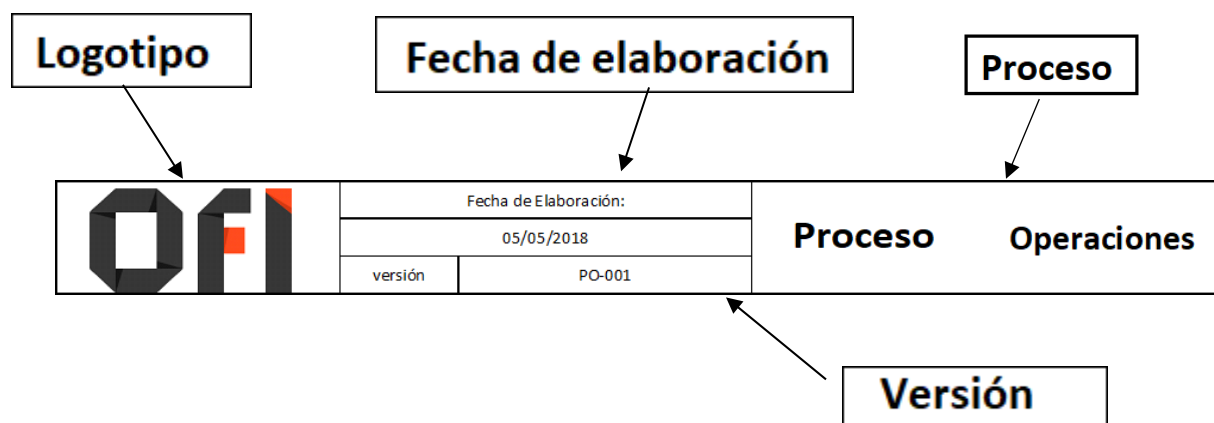 Logotipo
Fecha de elaboración
Proceso
OFI
Fecha de Elaboración:
05/05/2018
versión PO-001
Proceso Operaciones
Versión